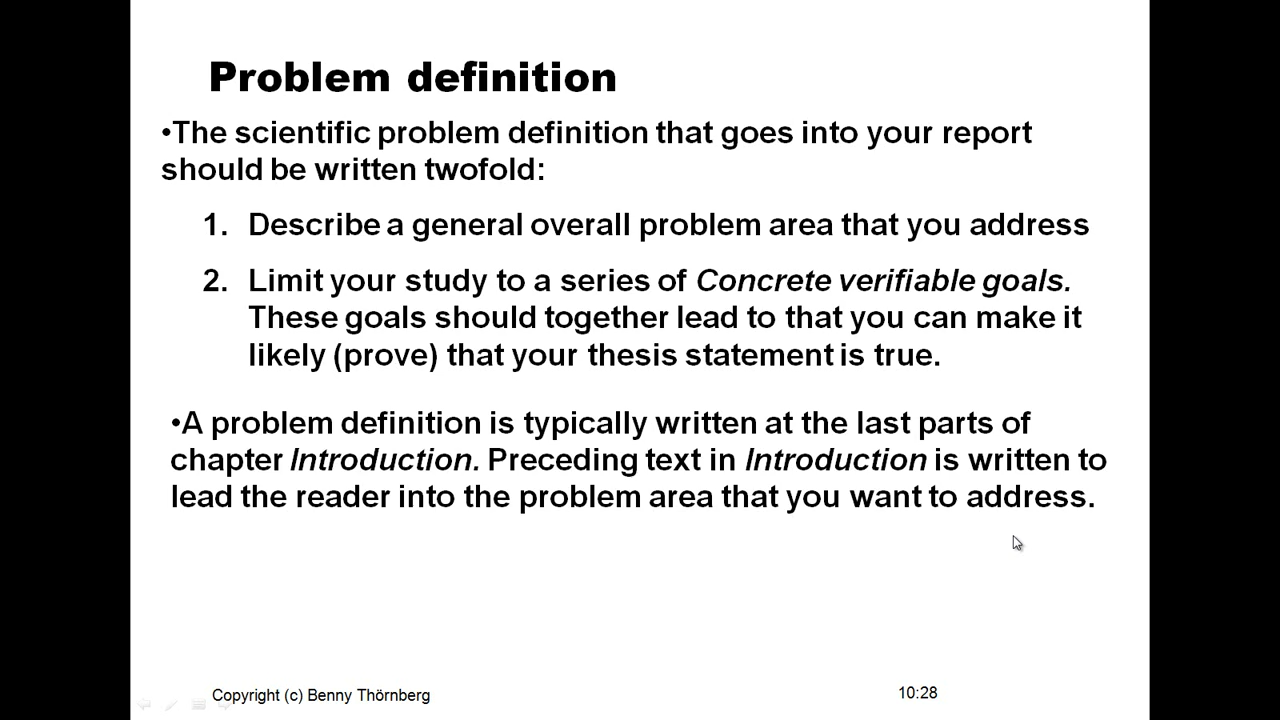 Problem definition
•The scientific problem definition that goes into your report
should be written twofold:
1. Describe a general overall problem area that you address
2. Limit your study to a series of Concrete verifiable goals.
These goals should together lead to that you can make it
likely (prove) that your thesis statement is true.
•A problem definition is typically written at the last parts of
chapter Introduction. Preceding text in Introduction is written to
lead the reader into the problem area that you want to address.
Copyright (c) Benny Thörnberg
10:28